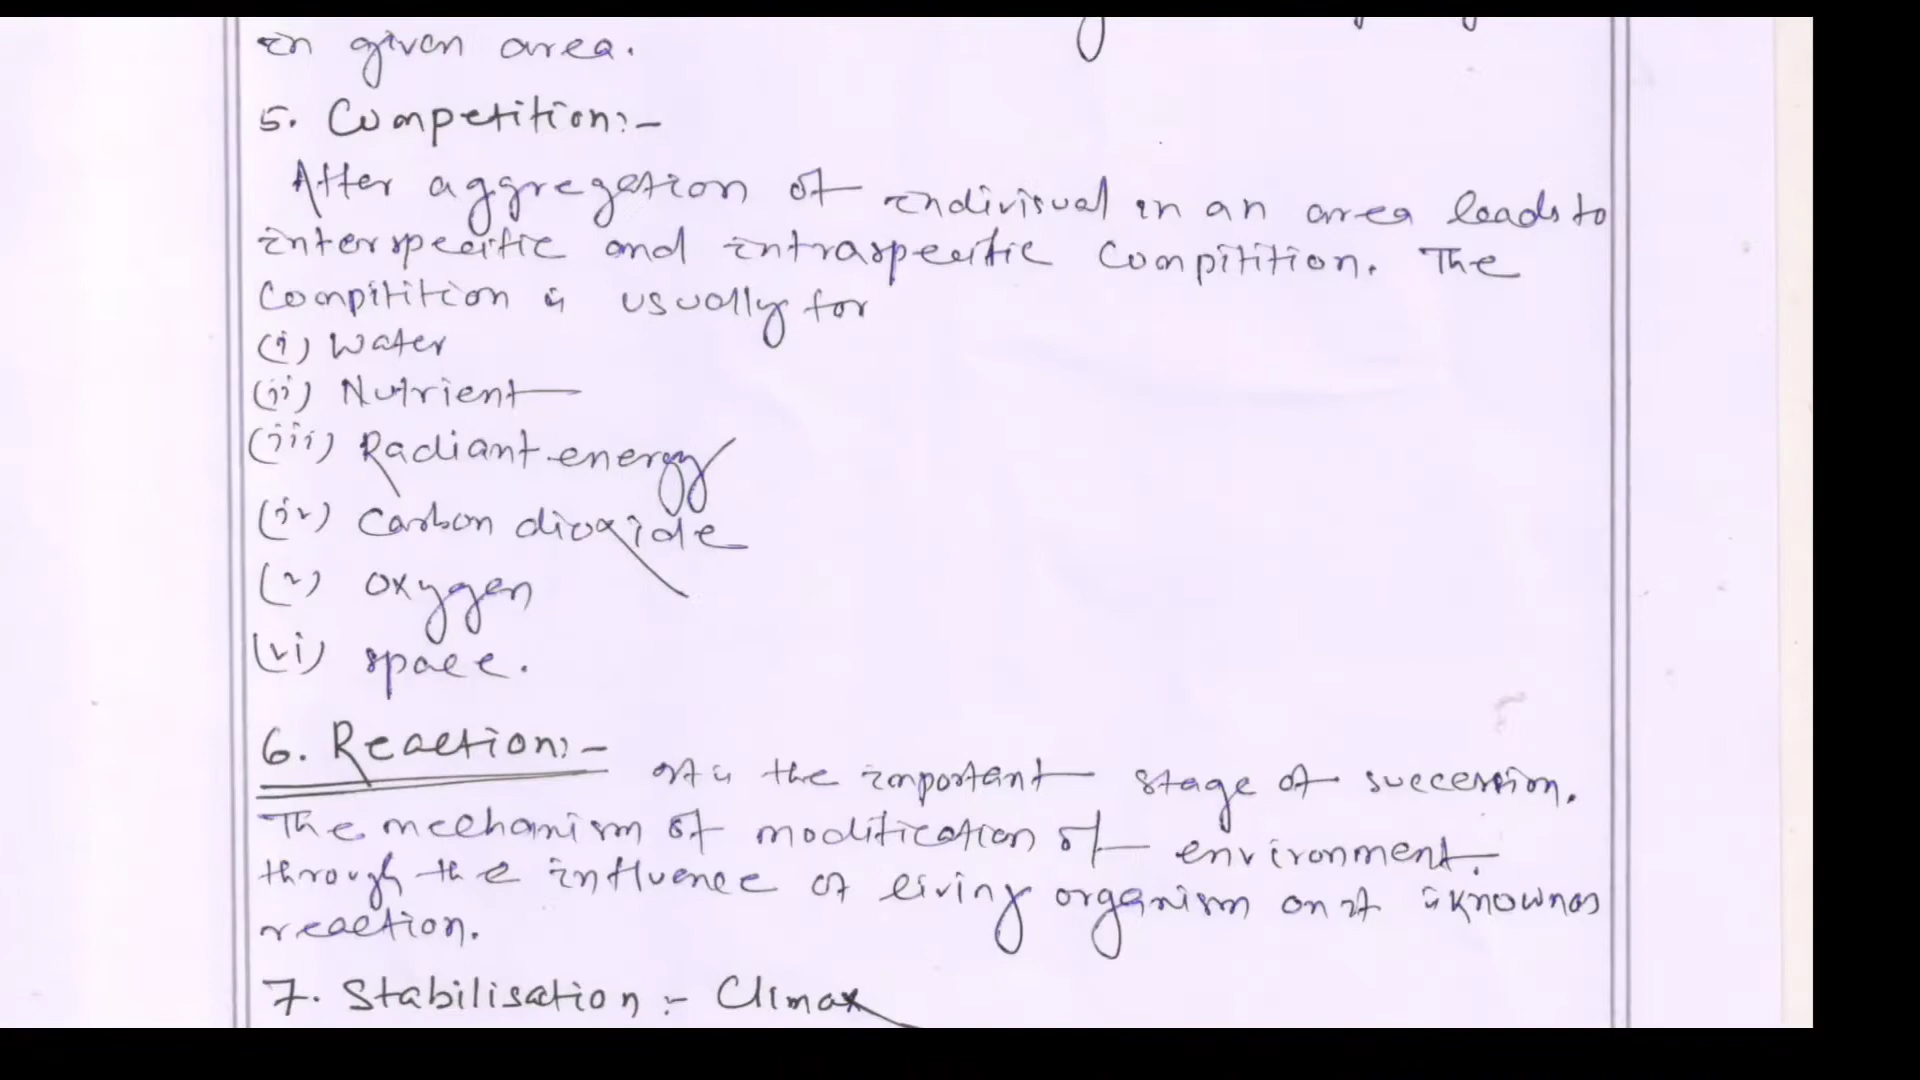 in given area.
5. Competition:-
After aggregation of indivisual in an area leads to
interspecific and intraspecific Compitition. The
Compitition is usually for
(i) Water
(ii) Nutrient
(iii) Radiant energy
(iv) Carbon dioxide
(v) oxygen
(vi) space.
6. Reaction:- It is the important stage of succession.
The mechanism of modification of environment.
through the influence of living organism on it is known as
reaction.
7. Stabilisation:- Climax